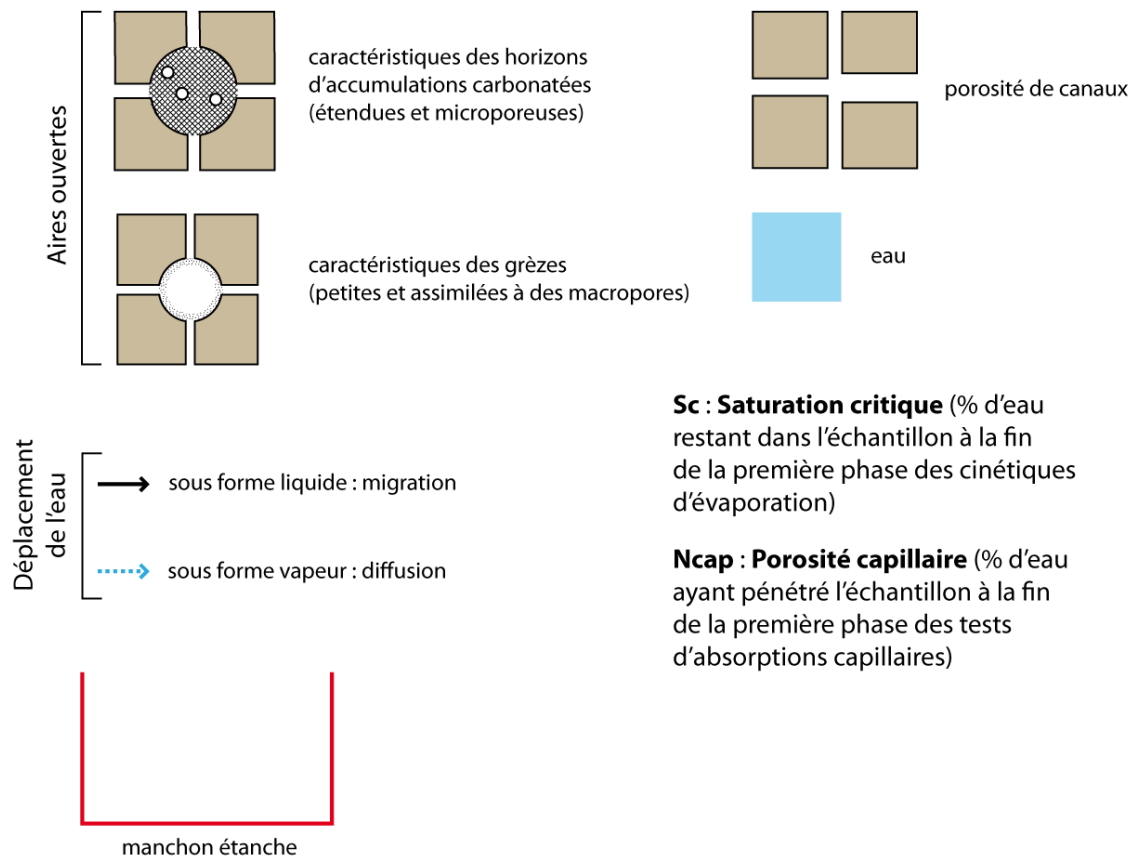 Aires ouvertes
caractéristiques des horizons
d’accumulations carbonatées
(étendues et microporeuses)
caractéristiques des grèzes
(petites et assimilées à des macropores)
porosité de canaux
eau
Déplacement
de l’eau
sous forme liquide : migration
sous forme vapeur : diffusion
manchon étanche
Sc : Saturation critique (% d’eau
restant dans l’échantillon à la fin
de la première phase des cinétiques
d’évaporation)
Ncap : Porosité capillaire (% d’eau
ayant pénétré l’échantillon à la fin
de la première phase des tests
d’absorptions capillaires)